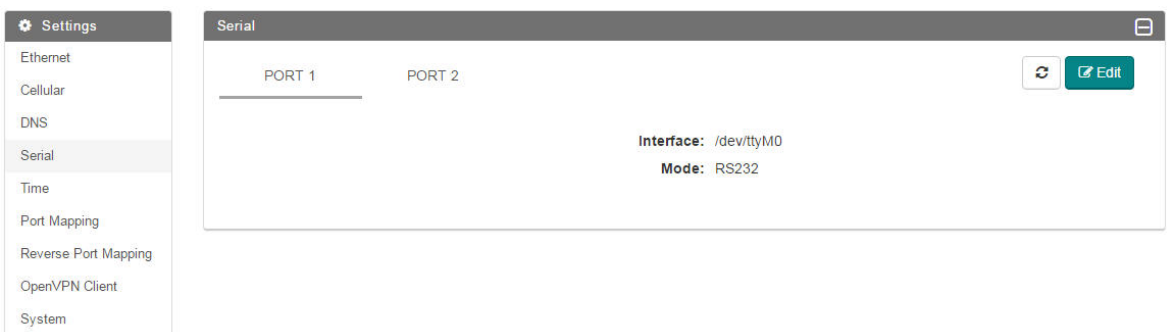 Settings
Ethernet
Cellular
DNS
Serial
Time
Port Mapping
Reverse Port Mapping
OpenVPN Client
System
Serial
PORT 1 PORT 2 Edit
Interface: /dev/ttyM0
Mode: RS232